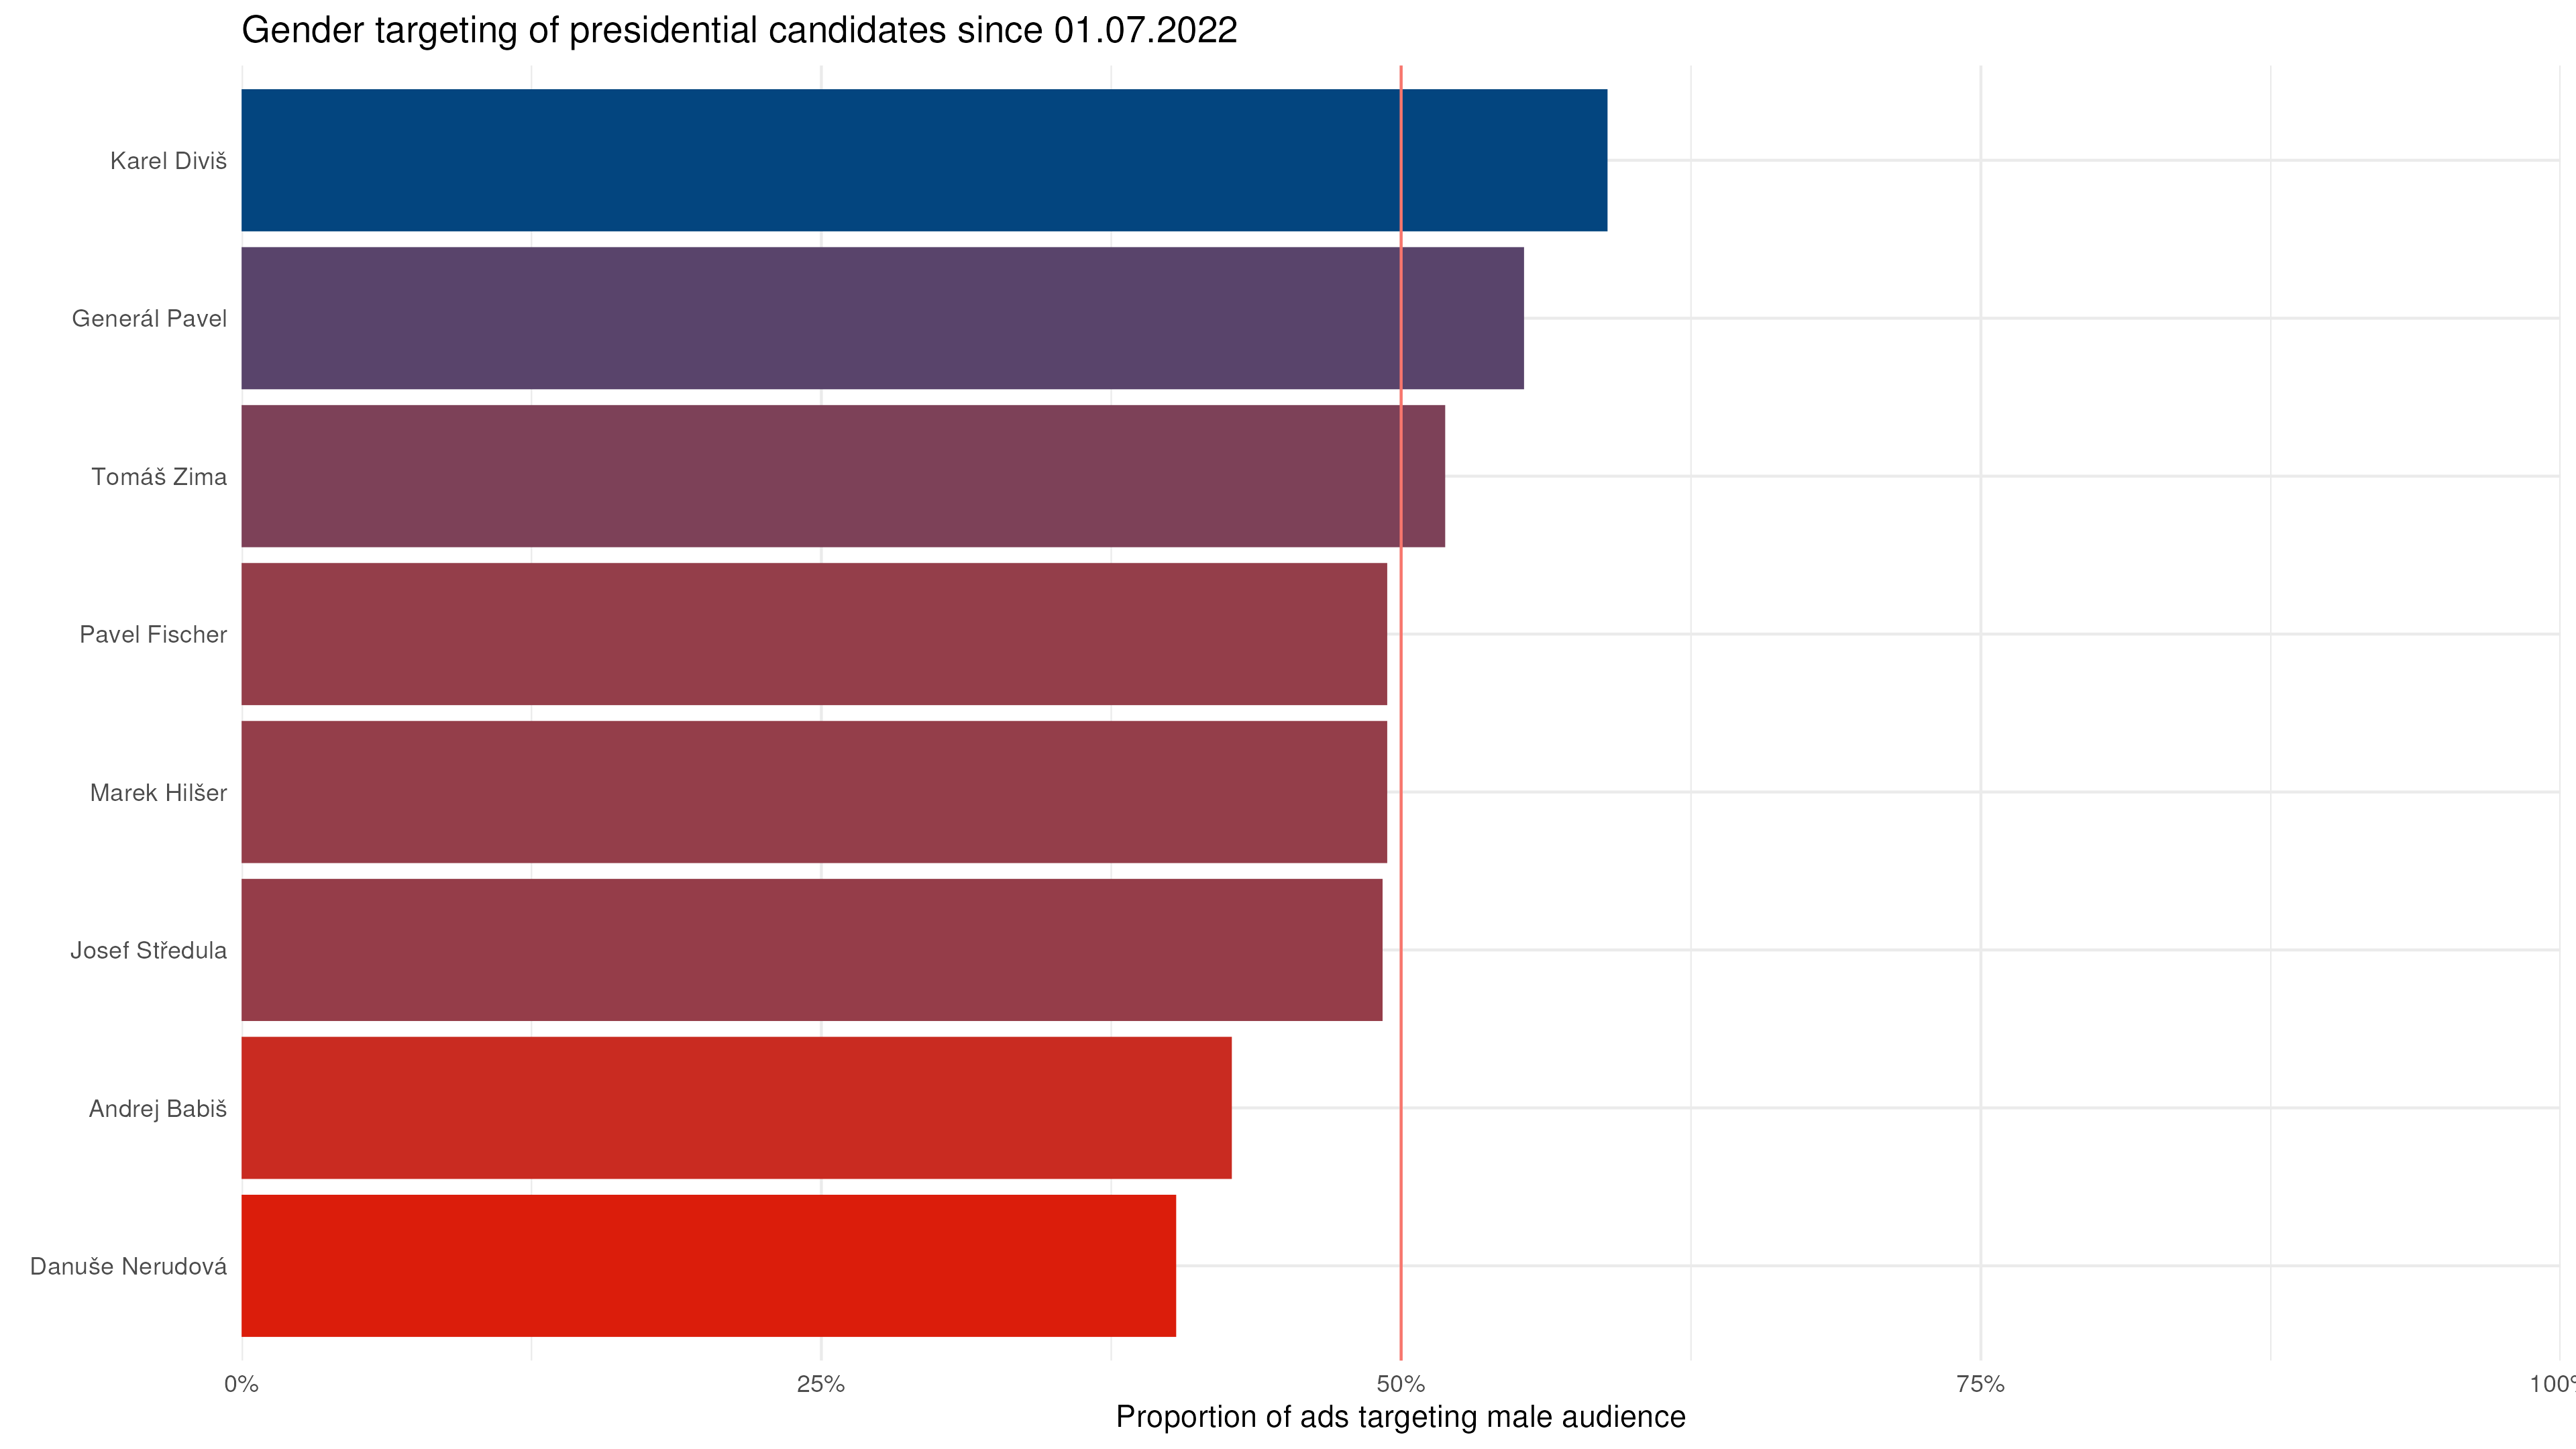 Gender targeting of presidential candidates since 01.07.2022
Karel Diviš
Generál Pavel
Tomáš Zima
Pavel Fischer
Marek Hilšer
Josef Středula
Andrej Babiš
Danuše Nerudová
0% 25% 50% 75% 100%
Proportion of ads targeting male audience